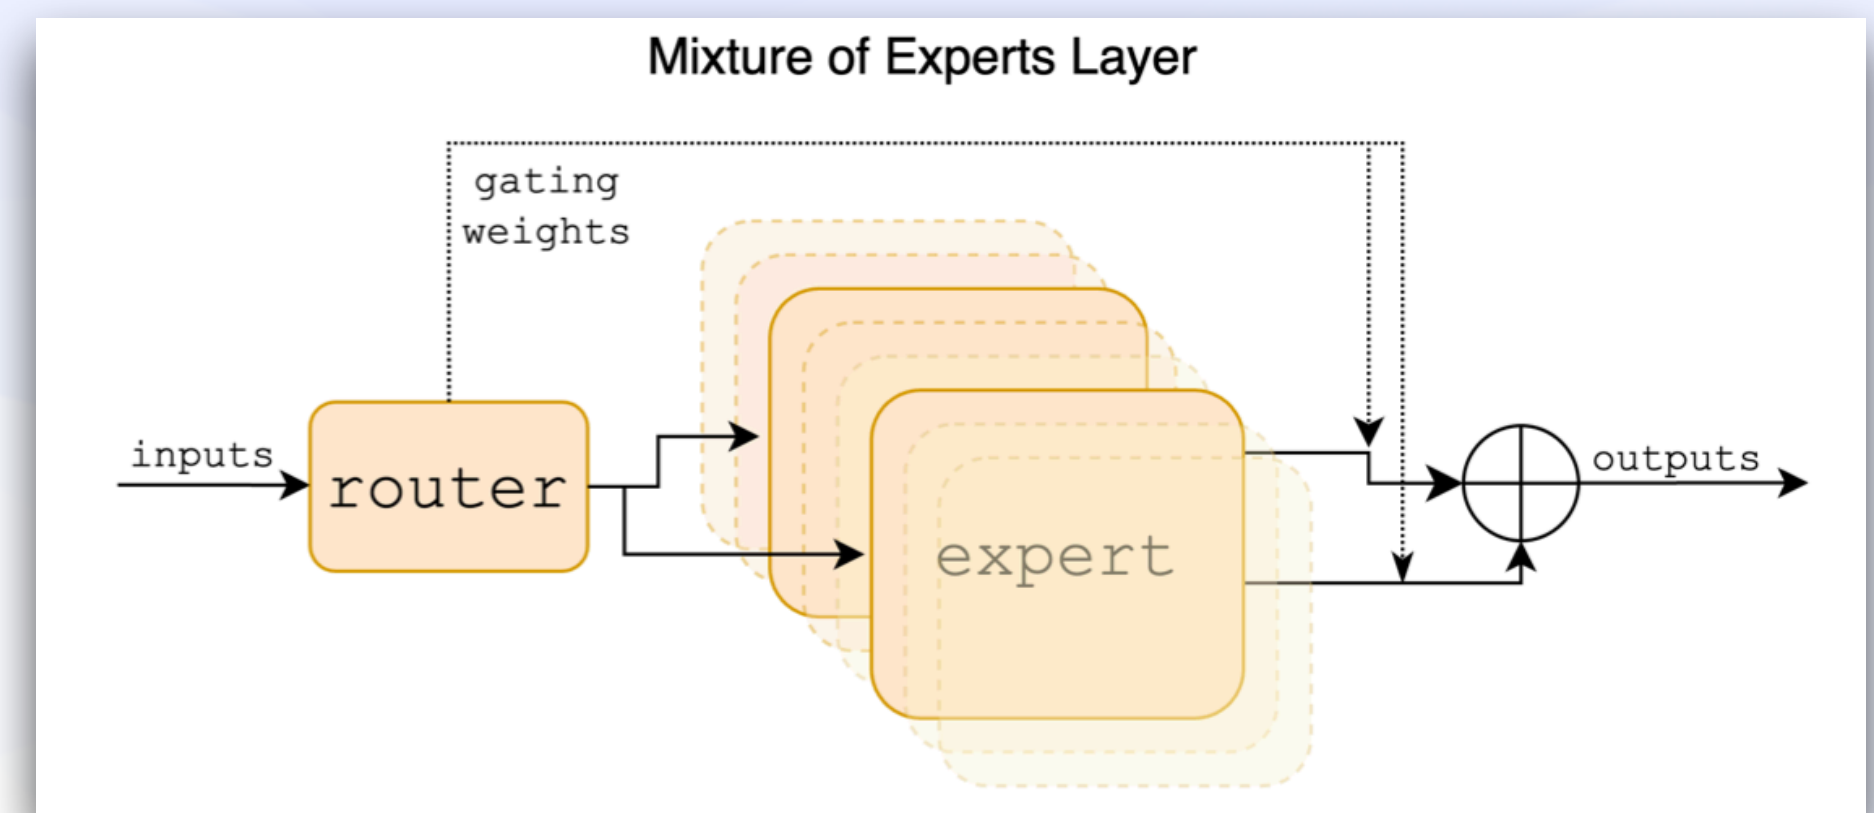 Mixture of Experts Layer
gating
weights
inputs
router
expert
outputs